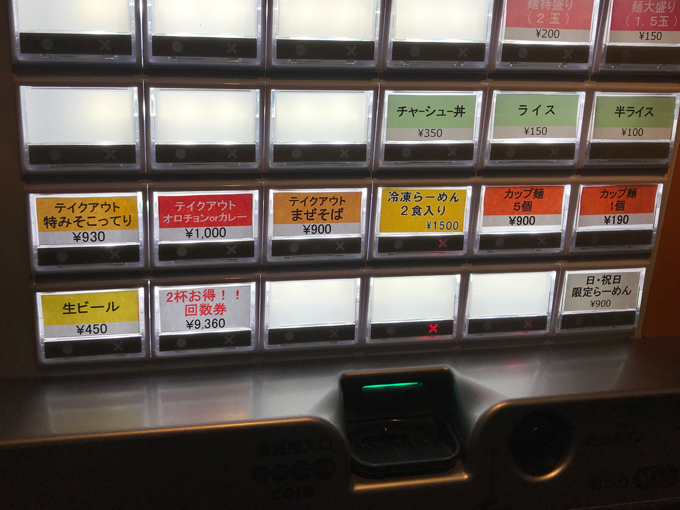 麺特盛り
(2玉)
¥200
麺大盛り
(1.5玉)
¥150
チャーシュー丼
¥350
ライス
¥150
半ライス
¥100
テイクアウト
特みそこってり
¥930
テイクアウト
オロチョンorカレー
¥1,000
テイクアウト
まぜそば
¥900
冷凍らーめん
2食入り
¥1500
カップ麺
5個
¥900
カップ麺
1個
¥190
生ビール
¥450
2杯お得！！
回数券
¥9,360
日・祝日
限定らーめん
¥900
COIN